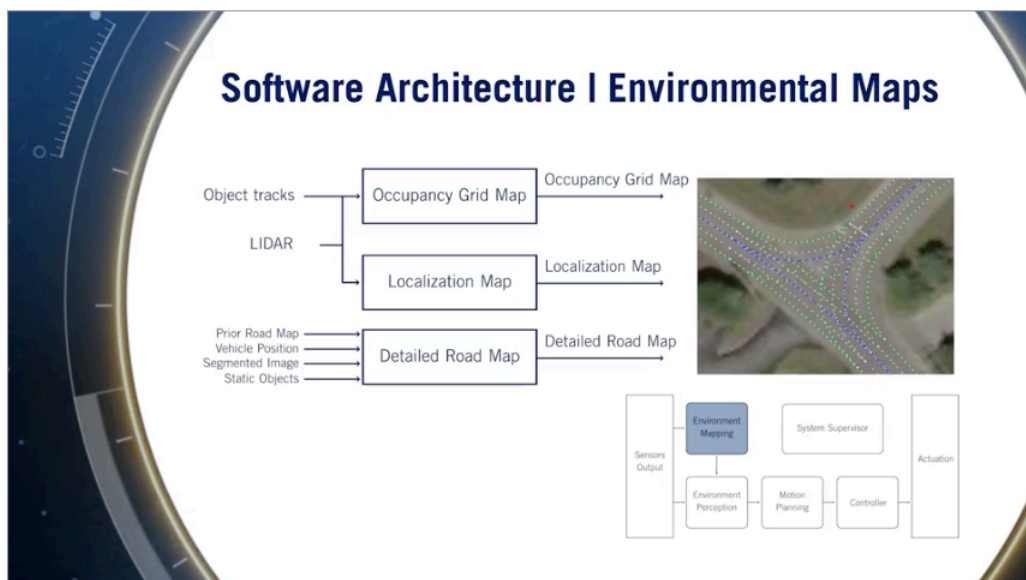 Software Architecture | Environmental Maps
Object tracks
LIDAR
Occupancy Grid Map
Occupancy Grid Map
Localization Map
Localization Map
Prior Road Map
Vehicle Position
Segmented Image
Static Objects
Detailed Road Map
Detailed Road Map
Sensors
Output
Environment
Mapping
System Supervisor
Environment
Perception
Motion
Planning
Controller
Actuation